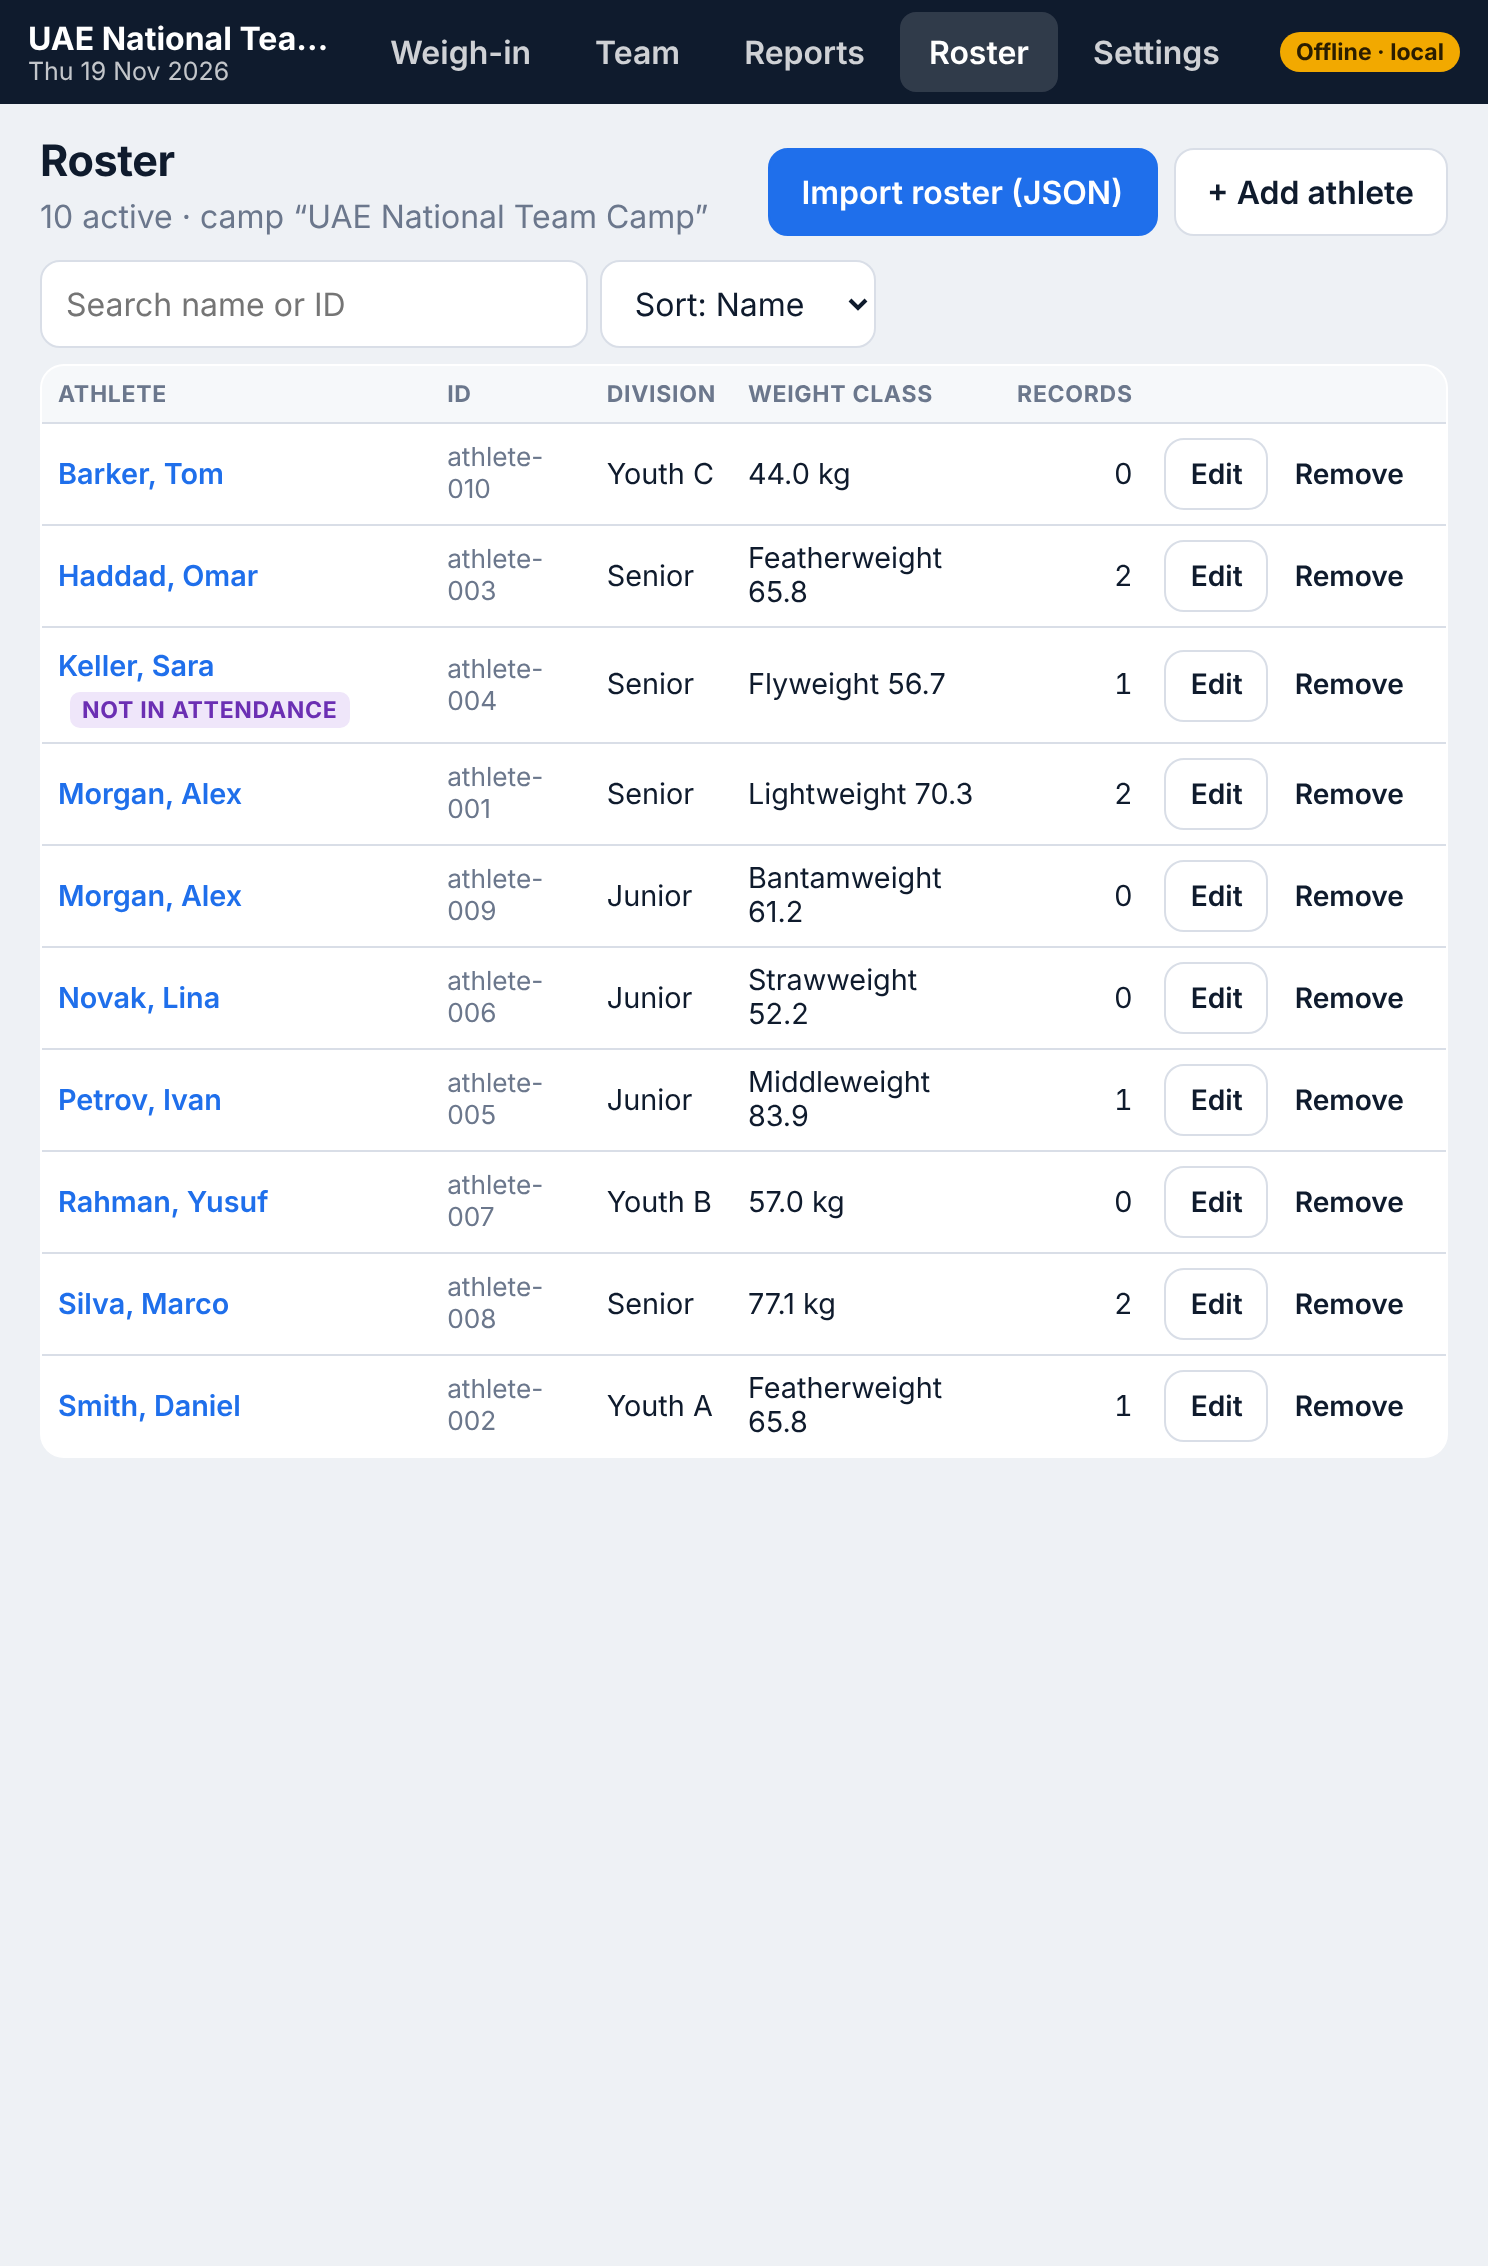 UAE National Tea...
Thu 19 Nov 2026
Weigh-in Team Reports Roster Settings
Offline · local
Roster
10 active · camp “UAE National Team Camp”
Import roster (JSON)
+ Add athlete
Search name or ID
Sort: Name
ATHLETE ID DIVISION WEIGHT CLASS RECORDS
Barker, Tom athlete-010 Youth C 44.0 kg 0 Edit Remove
Haddad, Omar athlete-003 Senior Featherweight 65.8 2 Edit Remove
Keller, Sara NOT IN ATTENDANCE athlete-004 Senior Flyweight 56.7 1 Edit Remove
Morgan, Alex athlete-001 Senior Lightweight 70.3 2 Edit Remove
Morgan, Alex athlete-009 Junior Bantamweight 61.2 0 Edit Remove
Novak, Lina athlete-006 Junior Strawweight 52.2 0 Edit Remove
Petrov, Ivan athlete-005 Junior Middleweight 83.9 1 Edit Remove
Rahman, Yusuf athlete-007 Youth B 57.0 kg 0 Edit Remove
Silva, Marco athlete-008 Senior 77.1 kg 2 Edit Remove
Smith, Daniel athlete-002 Youth A Featherweight 65.8 1 Edit Remove